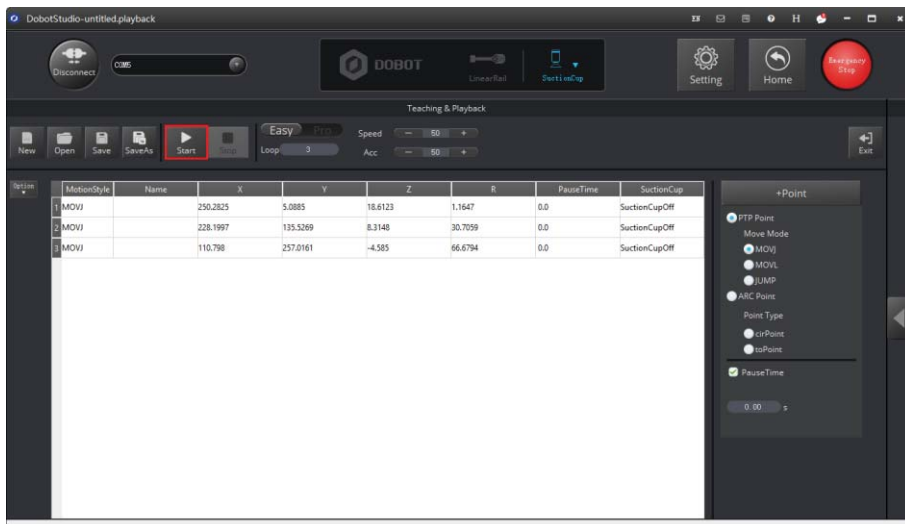 DobotStudio-untitled.playback
H
Disconnect
COM5
DOBOT
LinearRail
SuctionCup
Setting
Home
Emergency Stop
Teaching & Playback
New
Open
Save
SaveAs
Start
Stop
Easy Pro
Loop 3
Speed - 50 +
Acc - 50 +
Exit
Option
MotionStyle Name X Y Z R PauseTime SuctionCup
1 MOVJ 250.2825 5.0885 18.6123 1.1647 0.0 SuctionCupOff
2 MOVJ 228.1997 135.5269 8.3148 30.7059 0.0 SuctionCupOff
3 MOVJ 110.798 257.0161 -4.585 66.6794 0.0 SuctionCupOff
+Point
PTP Point
Move Mode
MOVJ
MOVL
JUMP
ARC Point
Point Type
cirPoint
toPoint
PauseTime
0.00 s